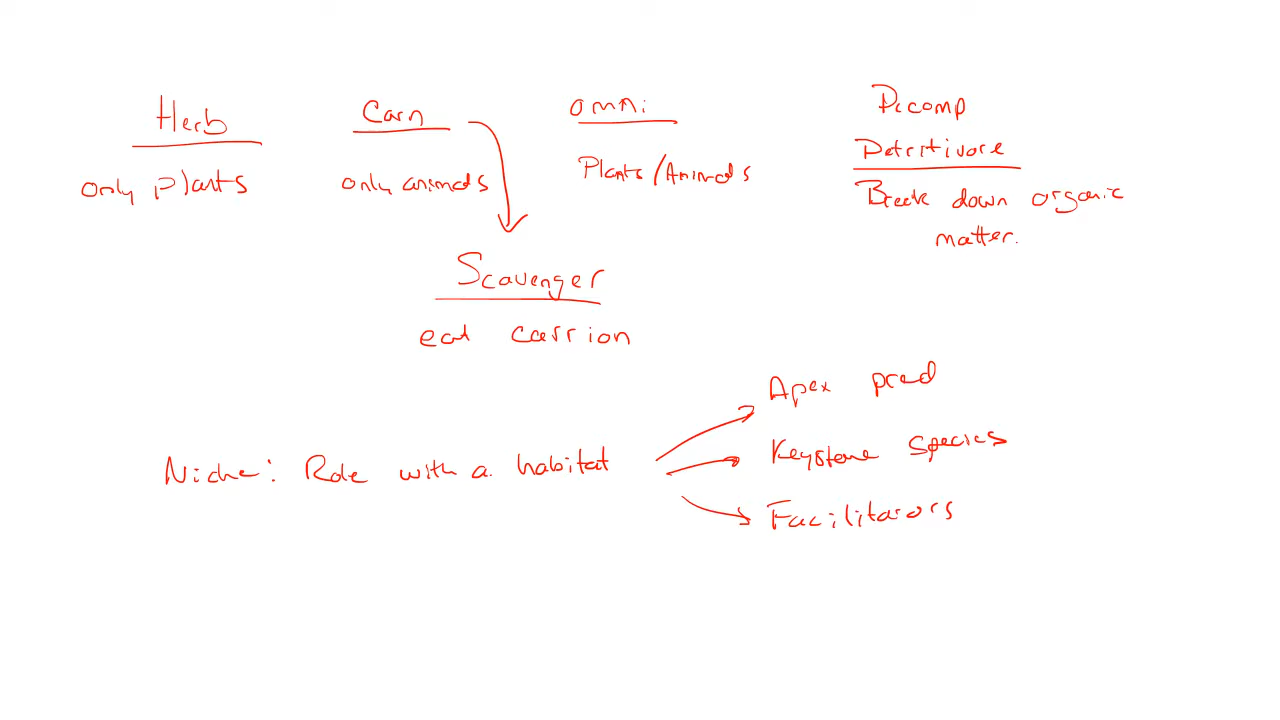 Herb
only plants
Carn
only animals
omni
Plants/Animals
Decomp
Detritivore
Break down organic
matter.
Scavenger
eat carrion
Niche: Role with a habitat
Apex pred
Keystone Species
Facilitators